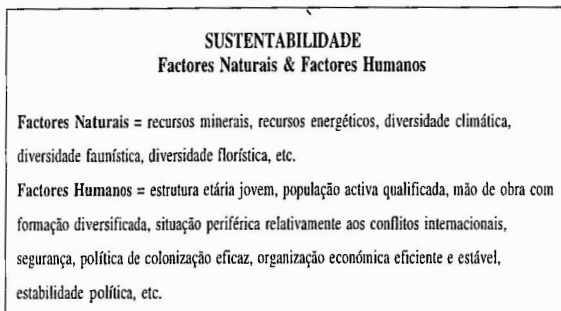 SUSTENTABILIDADE
Factores Naturais & Factores Humanos
Factores Naturais = recursos minerais, recursos energéticos, diversidade climática,
diversidade faunística, diversidade florística, etc.
Factores Humanos = estrutura etária jovem, população activa qualificada, mão de obra com
formação diversificada, situação periférica relativamente aos conflitos internacionais,
segurança, política de colonização eficaz, organização económica eficiente e estável,
estabilidade política, etc.